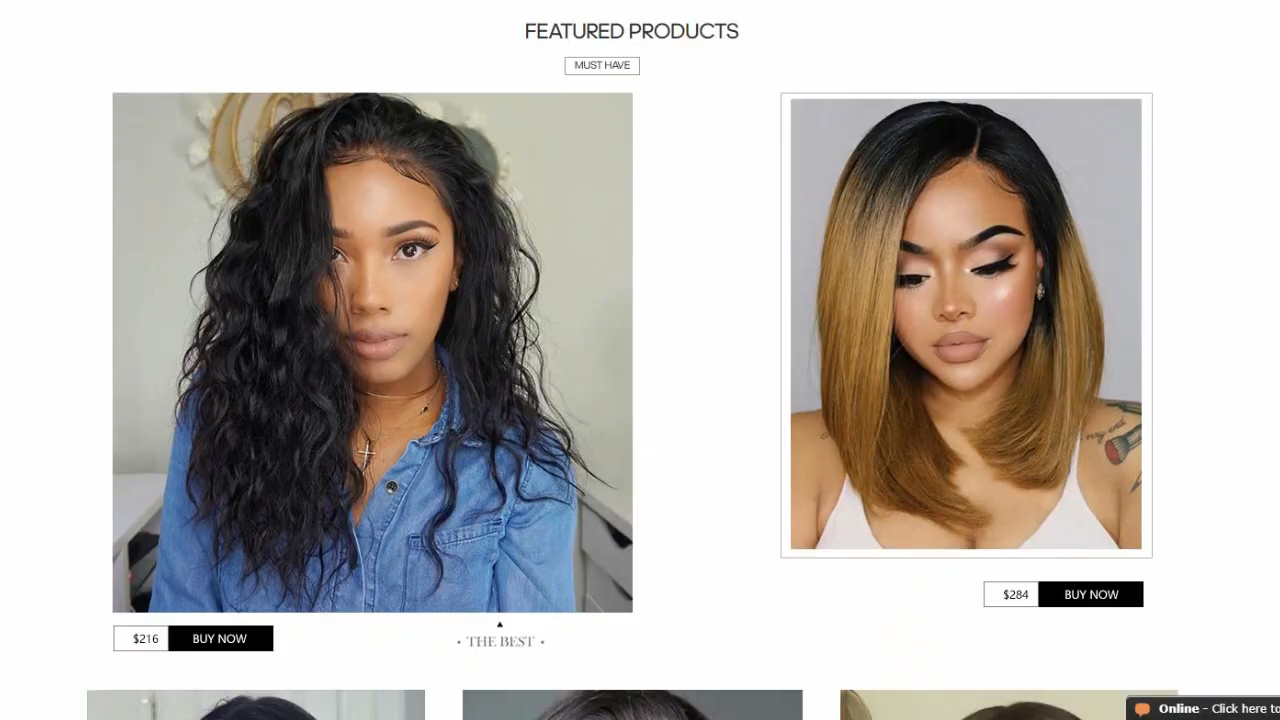 FEATURED PRODUCTS
MUST HAVE
$216 BUY NOW
• THE BEST •
$284 BUY NOW
Online - Click here to